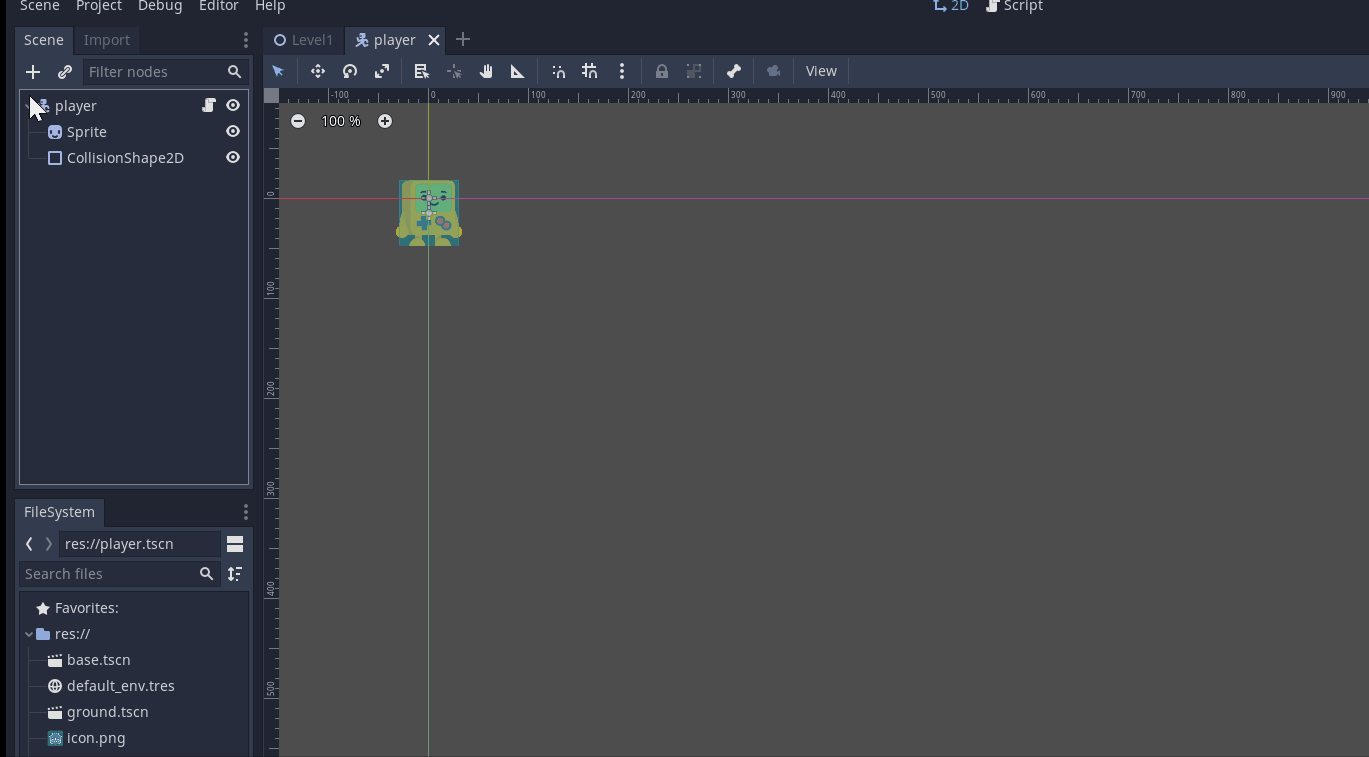 Scene Project Debug Editor Help 2D Script
Scene Import Level1 player
Filter nodes View
-100 0 100 200 300 400 500 600 700 800 900
player
100 %
Sprite
CollisionShape2D
0
100
200
300
400
500
FileSystem
res://player.tscn
Search files
Favorites:
res://
base.tscn
default_env.tres
ground.tscn
icon.png